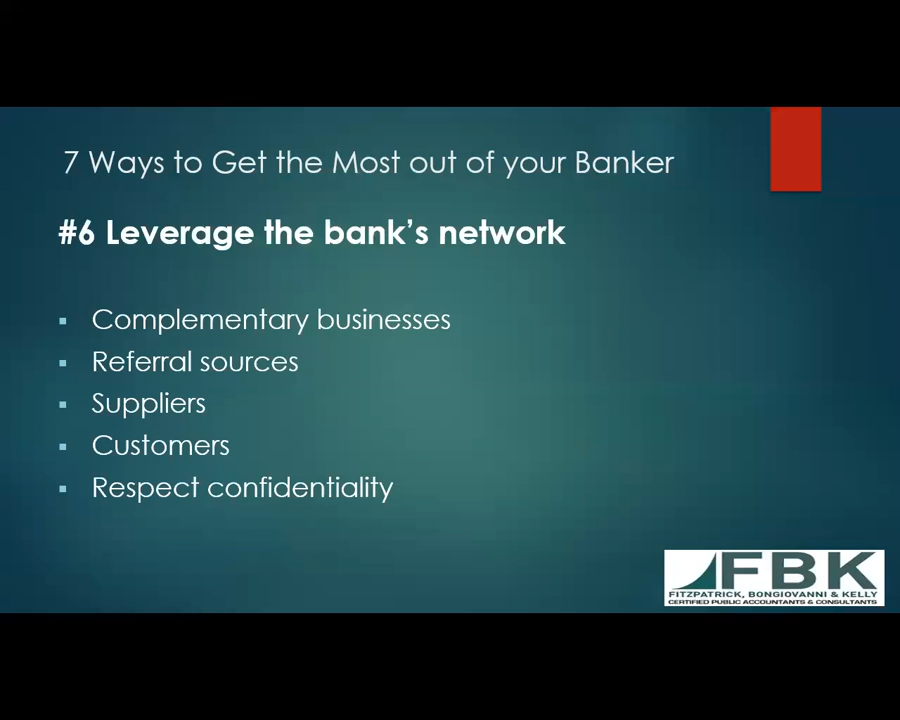 7 Ways to Get the Most out of your Banker
#6 Leverage the bank's network
Complementary businesses
Referral sources
Suppliers
Customers
Respect confidentiality
FBK
FITZPATRICK, BONGIOVANNI & KELLY
CERTIFIED PUBLIC ACCOUNTANTS & CONSULTANTS